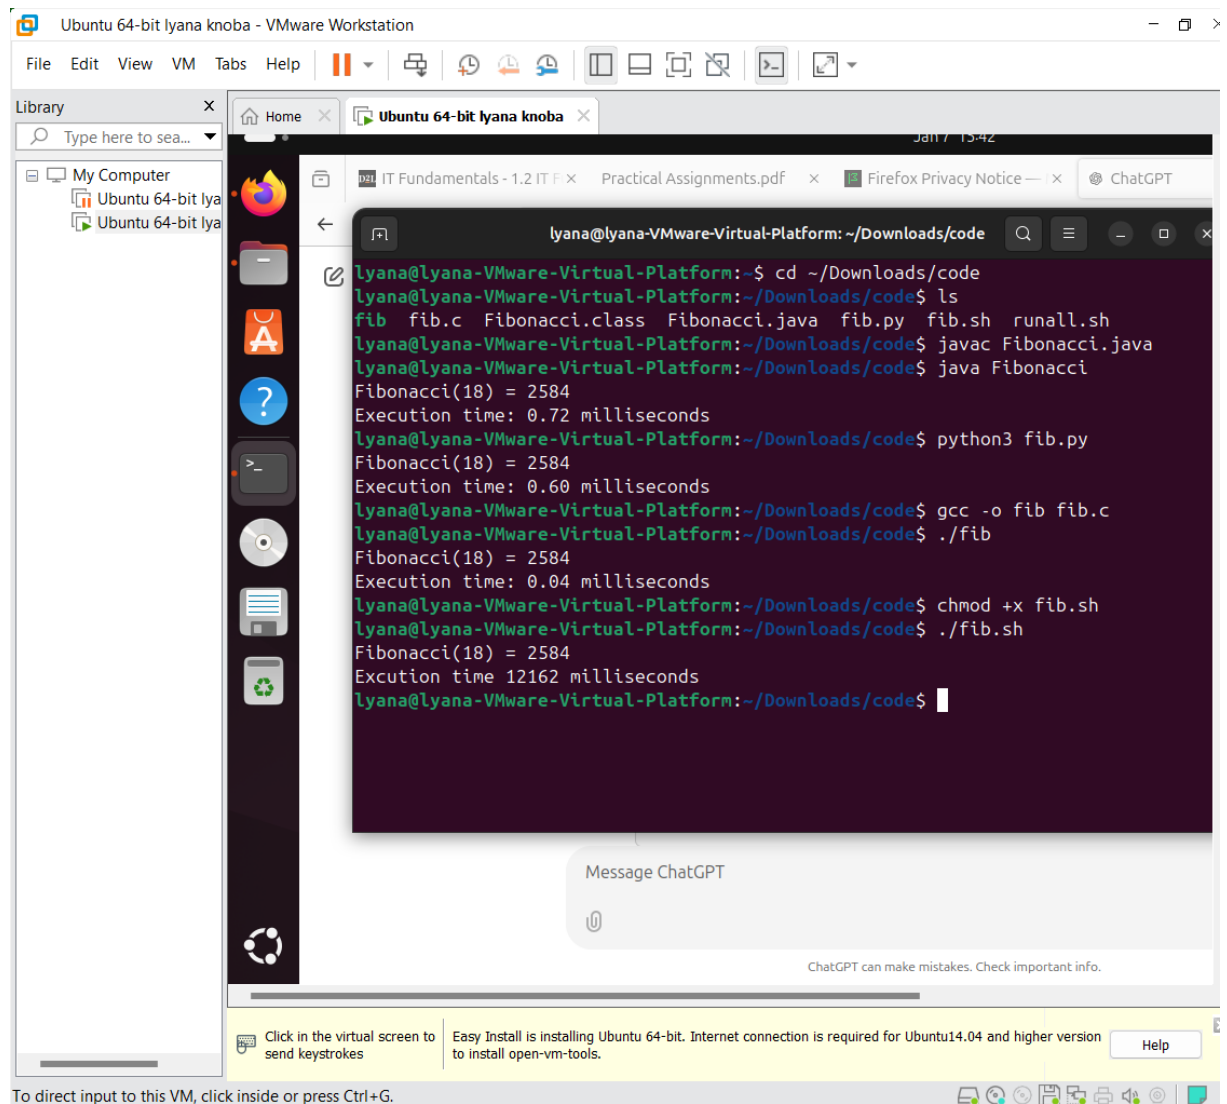 Ubuntu 64-bit lyana knoba - VMware Workstation
File Edit View VM Tabs Help
Library
Type here to sea...
My Computer
Ubuntu 64-bit lya
Ubuntu 64-bit lya
Home
Ubuntu 64-bit lyana knoba
Jan 7 15:42
IT Fundamentals - 1.2 IT F
Practical Assignments.pdf
Firefox Privacy Notice —
ChatGPT
lyana@lyana-VMware-Virtual-Platform: ~/Downloads/code
lyana@lyana-VMware-Virtual-Platform:~$ cd ~/Downloads/code
lyana@lyana-VMware-Virtual-Platform:~/Downloads/code$ ls
fib fib.c Fibonacci.class Fibonacci.java fib.py fib.sh runall.sh
lyana@lyana-VMware-Virtual-Platform:~/Downloads/code$ javac Fibonacci.java
lyana@lyana-VMware-Virtual-Platform:~/Downloads/code$ java Fibonacci
Fibonacci(18) = 2584
Execution time: 0.72 milliseconds
lyana@lyana-VMware-Virtual-Platform:~/Downloads/code$ python3 fib.py
Fibonacci(18) = 2584
Execution time: 0.60 milliseconds
lyana@lyana-VMware-Virtual-Platform:~/Downloads/code$ gcc -o fib fib.c
lyana@lyana-VMware-Virtual-Platform:~/Downloads/code$ ./fib
Fibonacci(18) = 2584
Execution time: 0.04 milliseconds
lyana@lyana-VMware-Virtual-Platform:~/Downloads/code$ chmod +x fib.sh
lyana@lyana-VMware-Virtual-Platform:~/Downloads/code$ ./fib.sh
Fibonacci(18) = 2584
Excution time 12162 milliseconds
lyana@lyana-VMware-Virtual-Platform:~/Downloads/code$
Message ChatGPT
ChatGPT can make mistakes. Check important info.
Click in the virtual screen to
send keystrokes
Easy Install is installing Ubuntu 64-bit. Internet connection is required for Ubuntu14.04 and higher version
to install open-vm-tools.
Help
To direct input to this VM, click inside or press Ctrl+G.